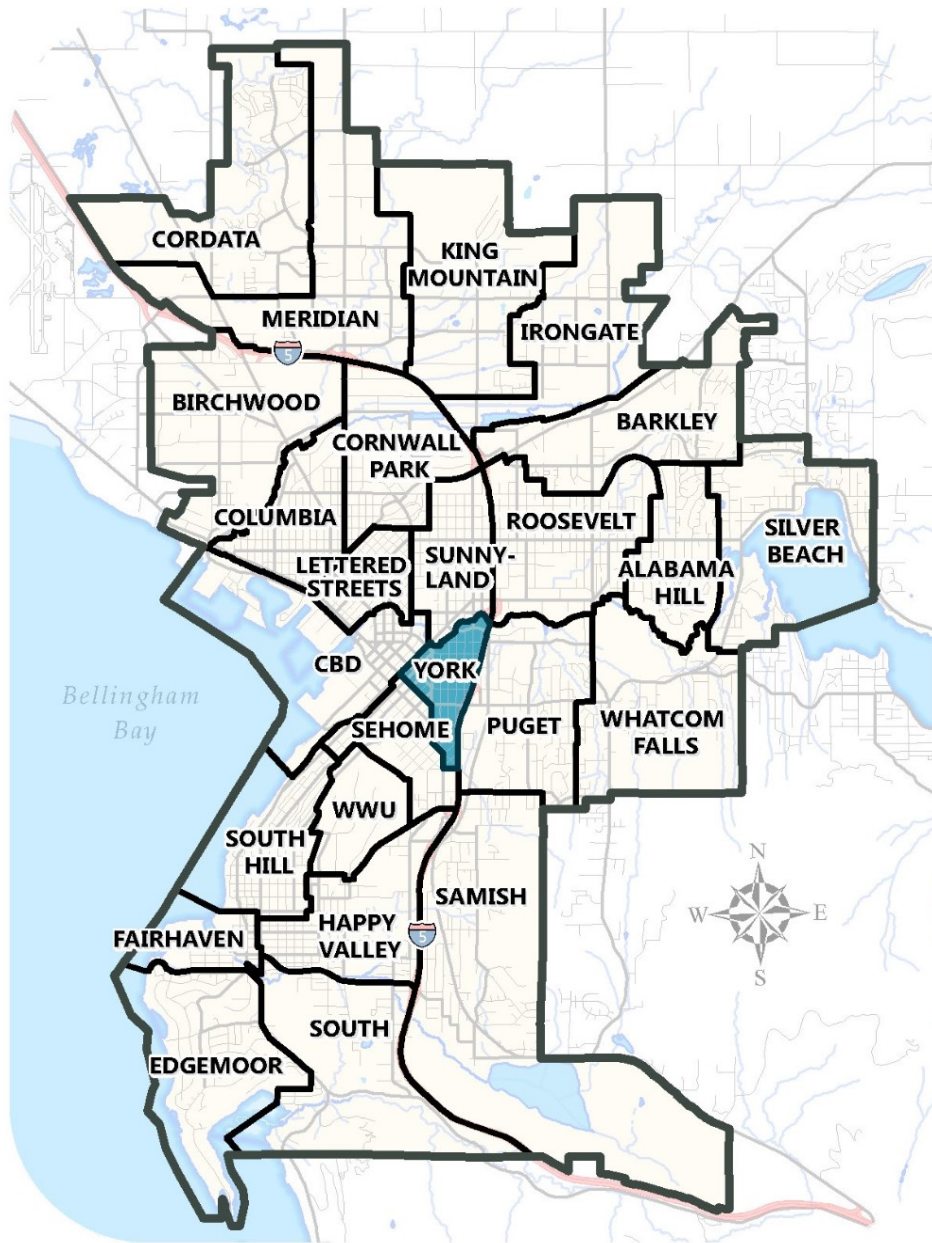 CORDATA
KING
MOUNTAIN
MERIDIAN
IRONGATE
5
BIRCHWOOD
BARKLEY
CORNWALL
PARK
COLUMBIA
ROOSEVELT
SILVER
BEACH
LETTERED
STREETS
SUNNY-
LAND
ALABAMA
HILL
CBD
YORK
Bellingham
Bay
SEHOME
PUGET
WHATCOM
FALLS
WWU
SOUTH
HILL
SAMISH
N
W
E
S
FAIRHAVEN
HAPPY
VALLEY
5
SOUTH
EDGEMOOR